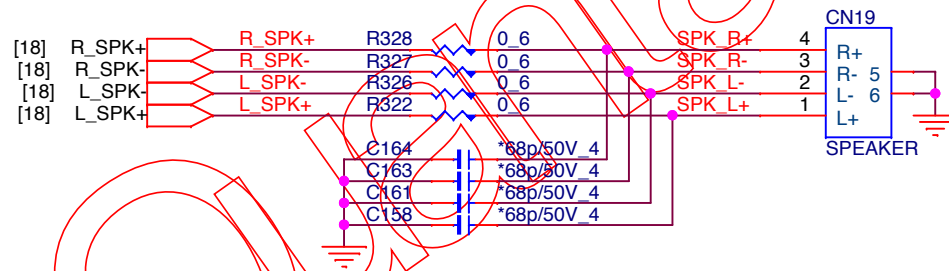 CN19
[18] R_SPK+ R_SPK+ R328 0_6 SPK_R+ 4 R+
[18] R_SPK- R_SPK- R327 0_6 SPK_R- 3 R- 5
[18] L_SPK- L_SPK- R326 0_6 SPK_L- 2 L- 6
[18] L_SPK+ L_SPK+ R322 0_6 SPK_L+ 1 L+
SPEAKER
C164 *68p/50V_4
C163 *68p/50V_4
C161 *68p/50V_4
C158 *68p/50V_4